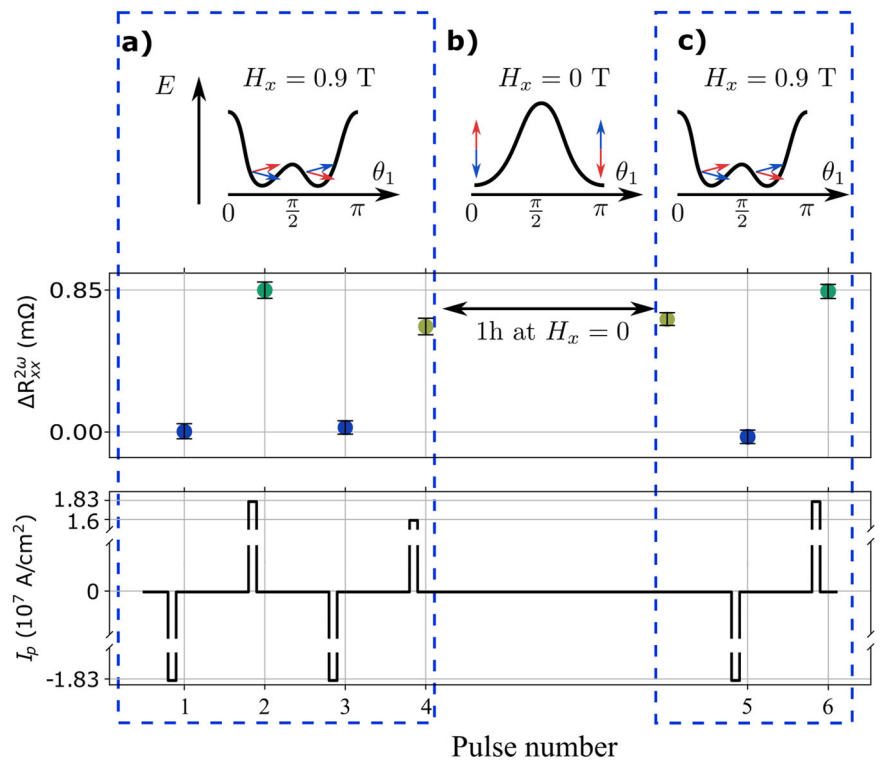 a)
b)
c)
E
H_x = 0.9 T
H_x = 0 T
H_x = 0.9 T
θ_1
θ_1
θ_1
0 π/2 π
0 π/2 π
0 π/2 π
ΔR_{xx}^{2ω} (mΩ)
0.85
0.00
1h at H_x = 0
I_p (10^7 A/cm^2)
1.83
1.6
0
-1.83
1 2 3 4 5 6
Pulse number